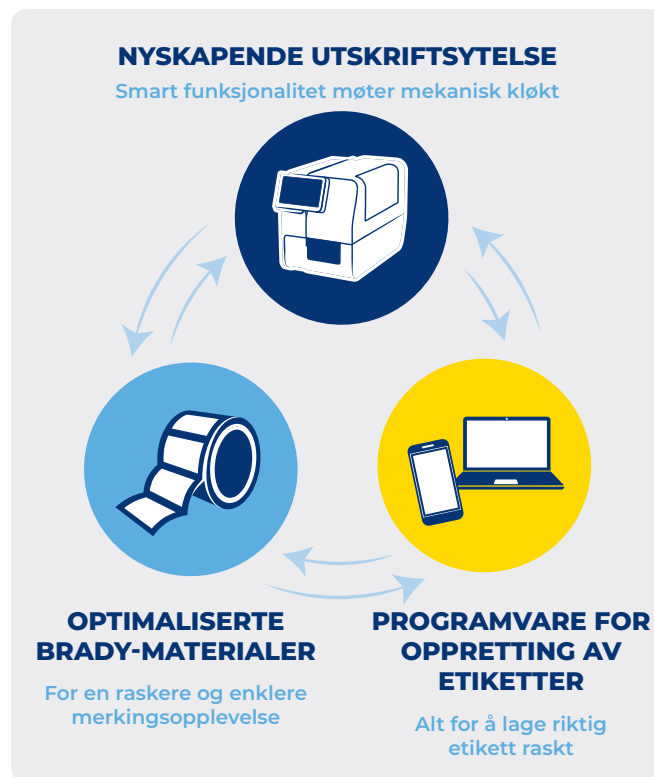 NYSKAPENDE UTSKRIFTSYTELSE
Smart funksjonalitet møter mekanisk kløkt
OPTIMALISERTE
BRADY-MATERIALER
For en raskere og enklere
merkingsopplevelse
PROGRAMVARE FOR
OPPRETTING AV
ETIKETTER
Alt for å lage riktig
etikett raskt